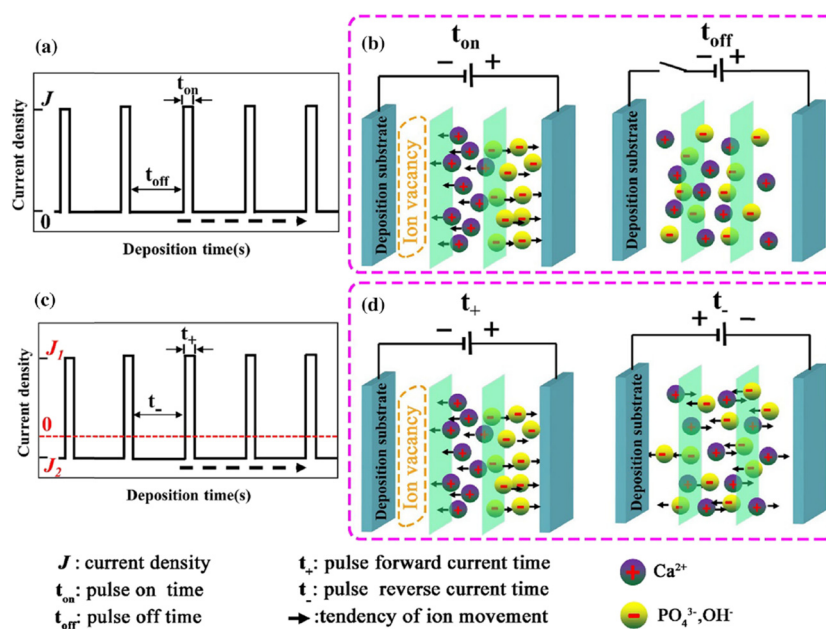 (a)
J
t_on
t_off
0
Current density
Deposition time(s)
(b)
t_on
− +
Deposition substrate
Ion vacancy
t_off
− +
Deposition substrate
(c)
J_1
t_+
t_-
0
J_2
Current density
Deposition time(s)
(d)
t_+
− +
Deposition substrate
Ion vacancy
t_-
+ −
Deposition substrate
J : current density
t_on: pulse on time
t_off: pulse off time
t_+: pulse forward current time
t_-: pulse reverse current time
→:tendency of ion movement
+ Ca²⁺
- PO₄³⁻,OH⁻